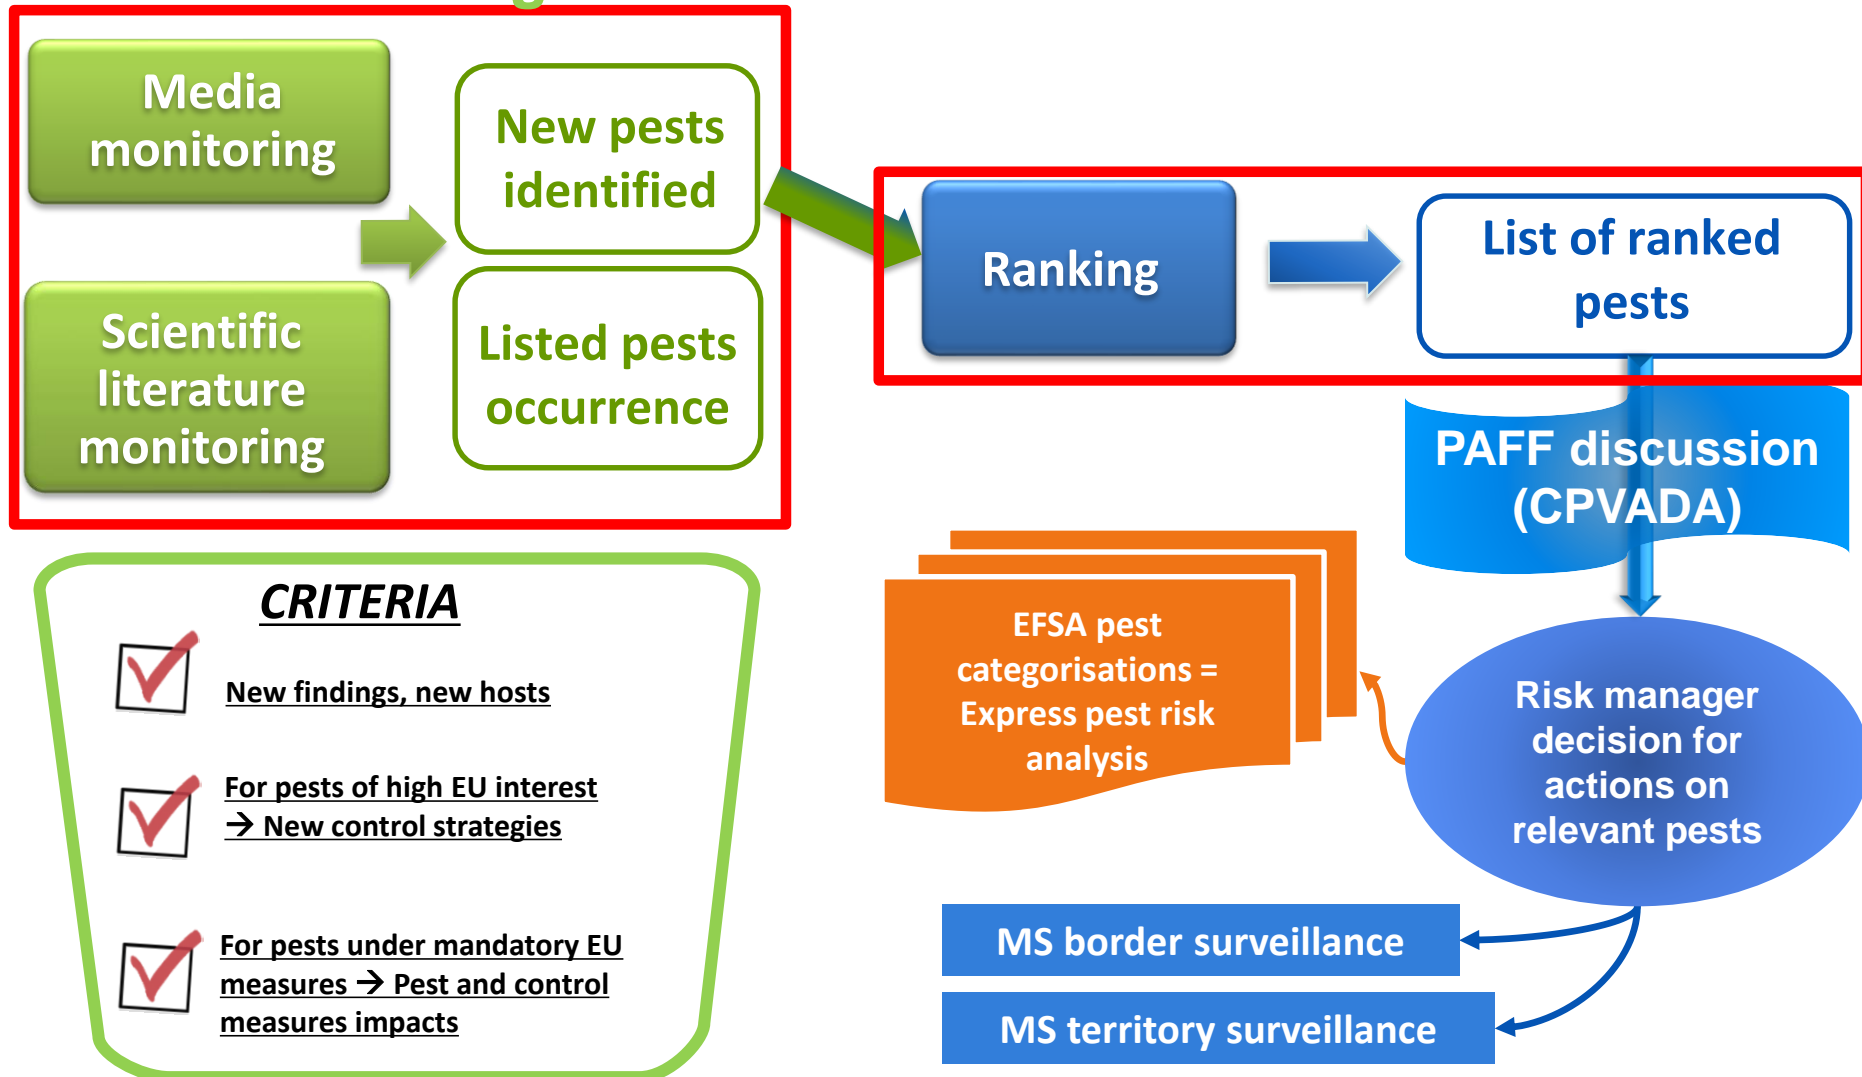 Media
monitoring
Scientific
literature
monitoring
New pests
identified
Listed pests
occurrence
Ranking
List of ranked
pests
PAFF discussion
(CPVADA)
Risk manager
decision for
actions on
relevant pests
EFSA pest
categorisations =
Express pest risk
analysis
MS border surveillance
MS territory surveillance
CRITERIA
New findings, new hosts
For pests of high EU interest
→ New control strategies
For pests under mandatory EU
measures → Pest and control
measures impacts